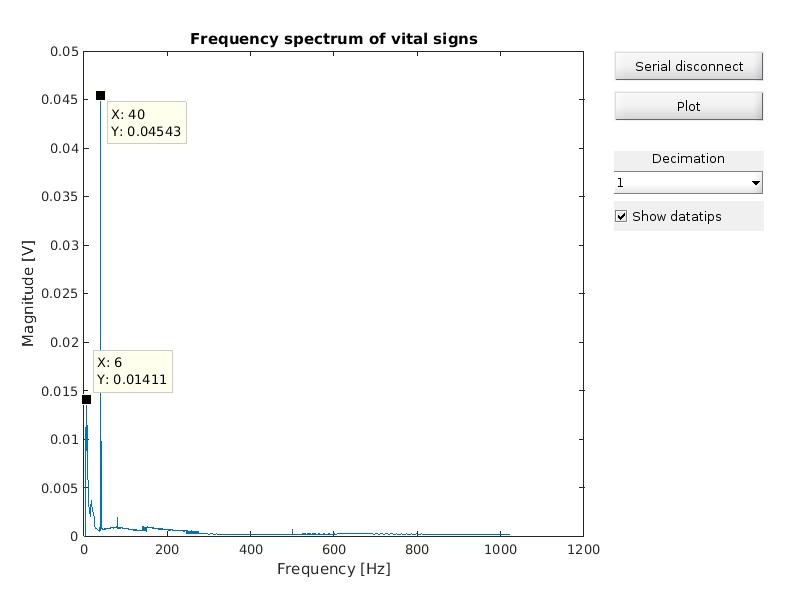 Frequency spectrum of vital signs
Serial disconnect
Plot
Decimation
1
Show datatips
X: 40
Y: 0.04543
X: 6
Y: 0.01411
Magnitude [V]
0.05
0.045
0.04
0.035
0.03
0.025
0.02
0.015
0.01
0.005
0
0 200 400 600 800 1000 1200
Frequency [Hz]